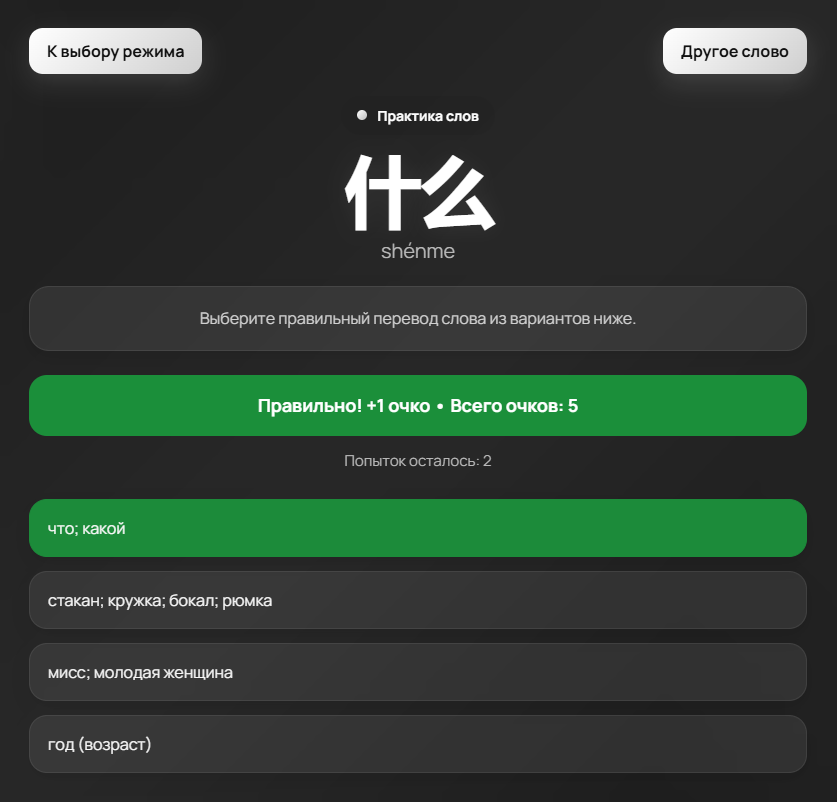 К выбору режима
Другое слово
Практика слов
什么
shénme
Выберите правильный перевод слова из вариантов ниже.
Правильно! +1 очко • Всего очков: 5
Попыток осталось: 2
что; какой
стакан; кружка; бокал; рюмка
мисс; молодая женщина
год (возраст)